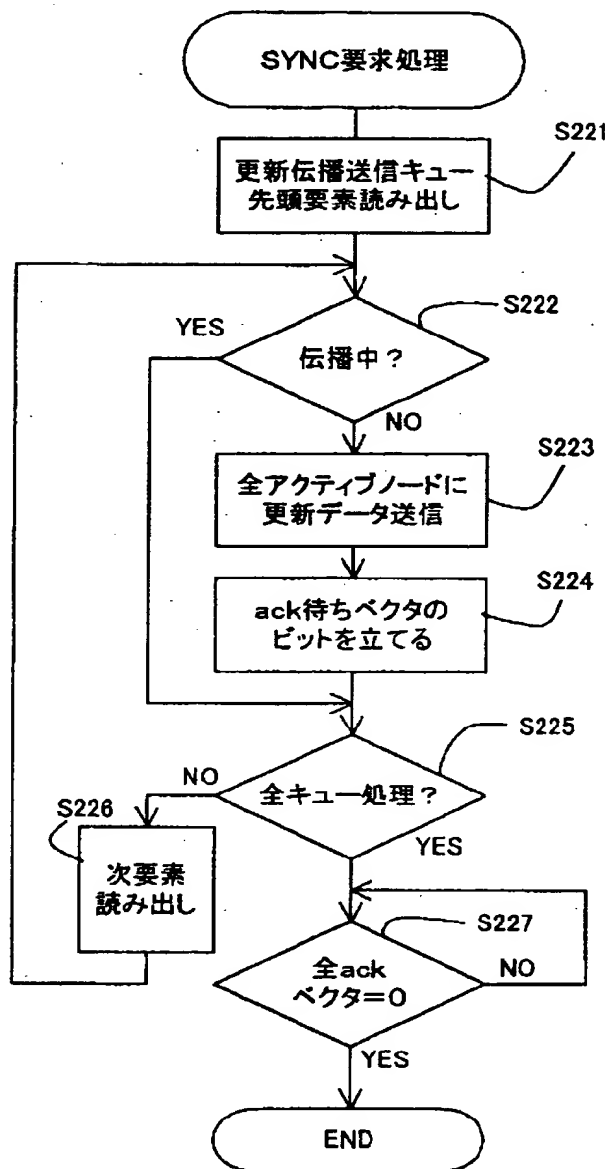 SYNC要求処理
S221
更新伝播送信キュー
先頭要素読み出し
S222
YES
伝播中？
NO
S223
全アクティブノードに
更新データ送信
S224
ack待ちベクタの
ビットを立てる
S225
NO
全キュー処理？
S226
YES
次要素
読み出し
S227
全ack
ベクタ＝0
NO
YES
END